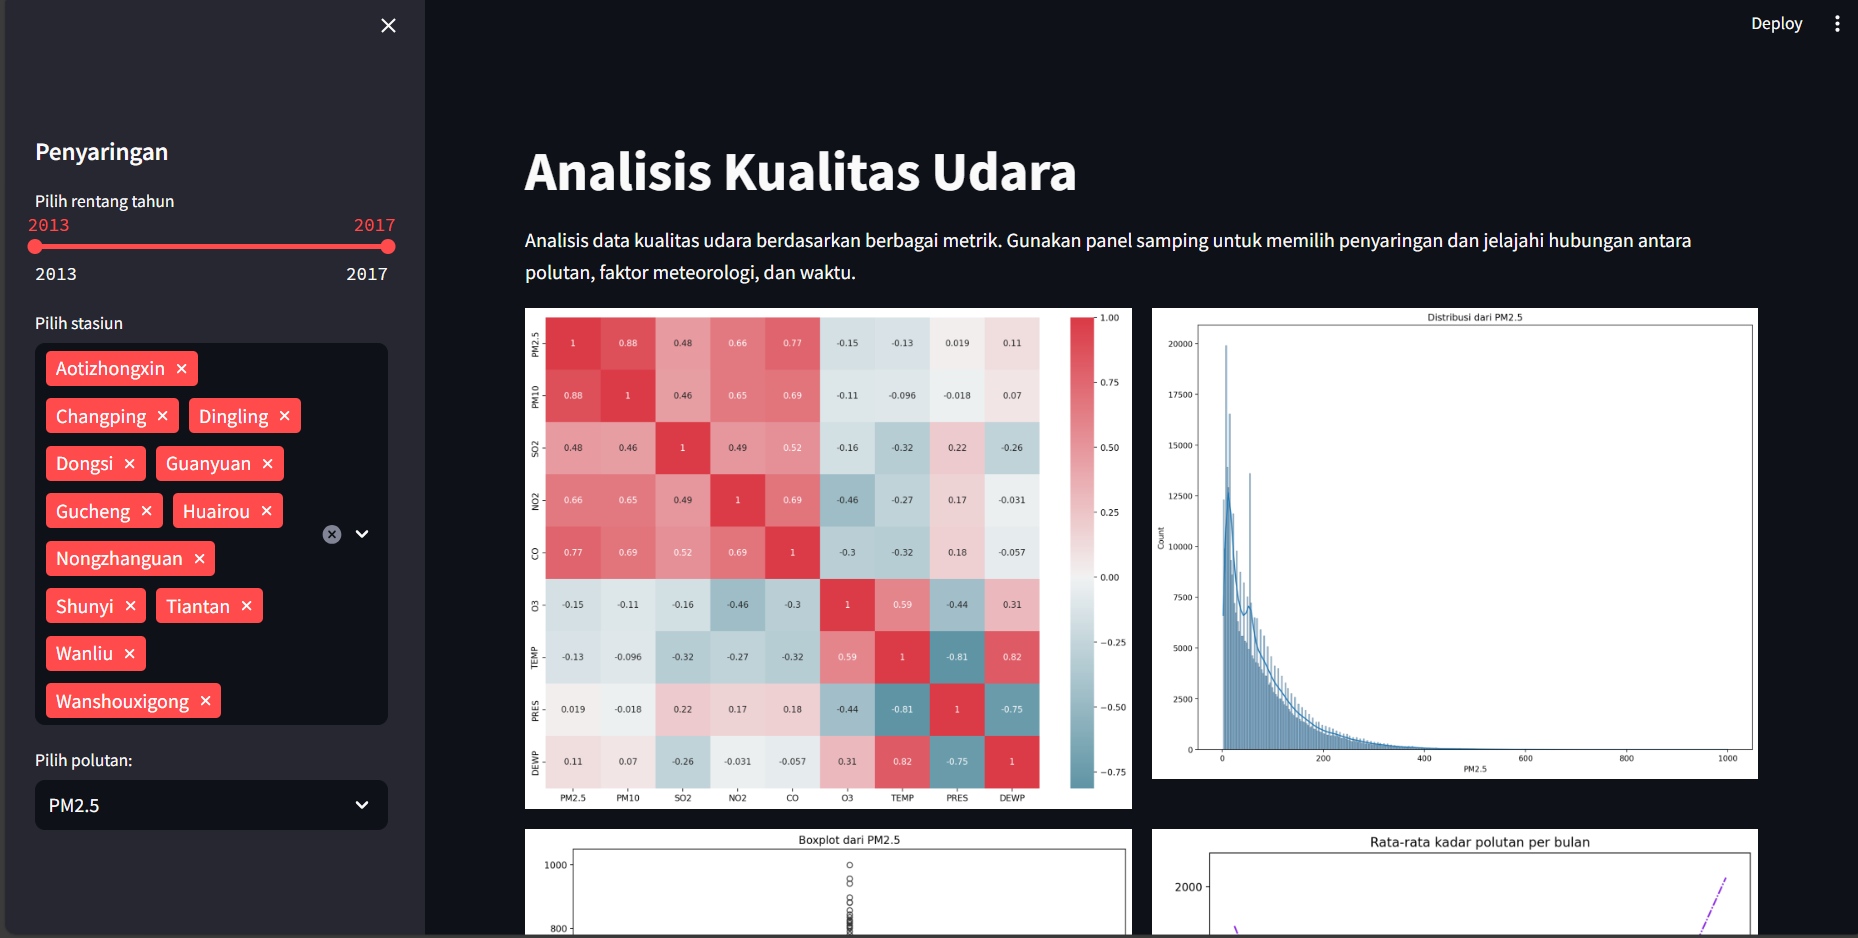 Deploy
Penyaringan
Pilih rentang tahun
2013 2017
2013 2017
Pilih stasiun
Aotizhongxin
Changping Dingling
Dongsi Guanyuan
Gucheng Huairou
Nongzhanguan
Shunyi Tiantan
Wanliu
Wanshouxigong
Pilih polutan:
PM2.5
Analisis Kualitas Udara
Analisis data kualitas udara berdasarkan berbagai metrik. Gunakan panel samping untuk memilih penyaringan dan jelajahi hubungan antara
polutan, faktor meteorologi, dan waktu.
PM2.5 1 0.88 0.48 0.66 0.77 -0.15 -0.13 0.019 0.11
PM10 0.88 1 0.46 0.65 0.69 -0.11 -0.096 -0.018 0.07
SO2 0.48 0.46 1 0.49 0.52 -0.16 -0.32 0.22 -0.26
NO2 0.66 0.65 0.49 1 0.69 -0.46 -0.27 0.17 -0.031
CO 0.77 0.69 0.52 0.69 1 -0.3 -0.32 0.18 -0.057
O3 -0.15 -0.11 -0.16 -0.46 -0.3 1 0.59 -0.44 0.31
TEMP -0.13 -0.096 -0.32 -0.27 -0.32 0.59 1 -0.81 0.82
PRES 0.019 -0.018 0.22 0.17 0.18 -0.44 -0.81 1 -0.75
DEWP 0.11 0.07 -0.26 -0.031 -0.057 0.31 0.82 -0.75 1
PM2.5 PM10 SO2 NO2 CO O3 TEMP PRES DEWP
1.00
0.75
0.50
0.25
0.00
−0.25
−0.50
−0.75
Distribusi dari PM2.5
20000
17500
15000
12500
10000
7500
5000
2500
0
Count
0 200 400 600 800 1000
PM2.5
Boxplot dari PM2.5
1000
800
Rata-rata kadar polutan per bulan
2000